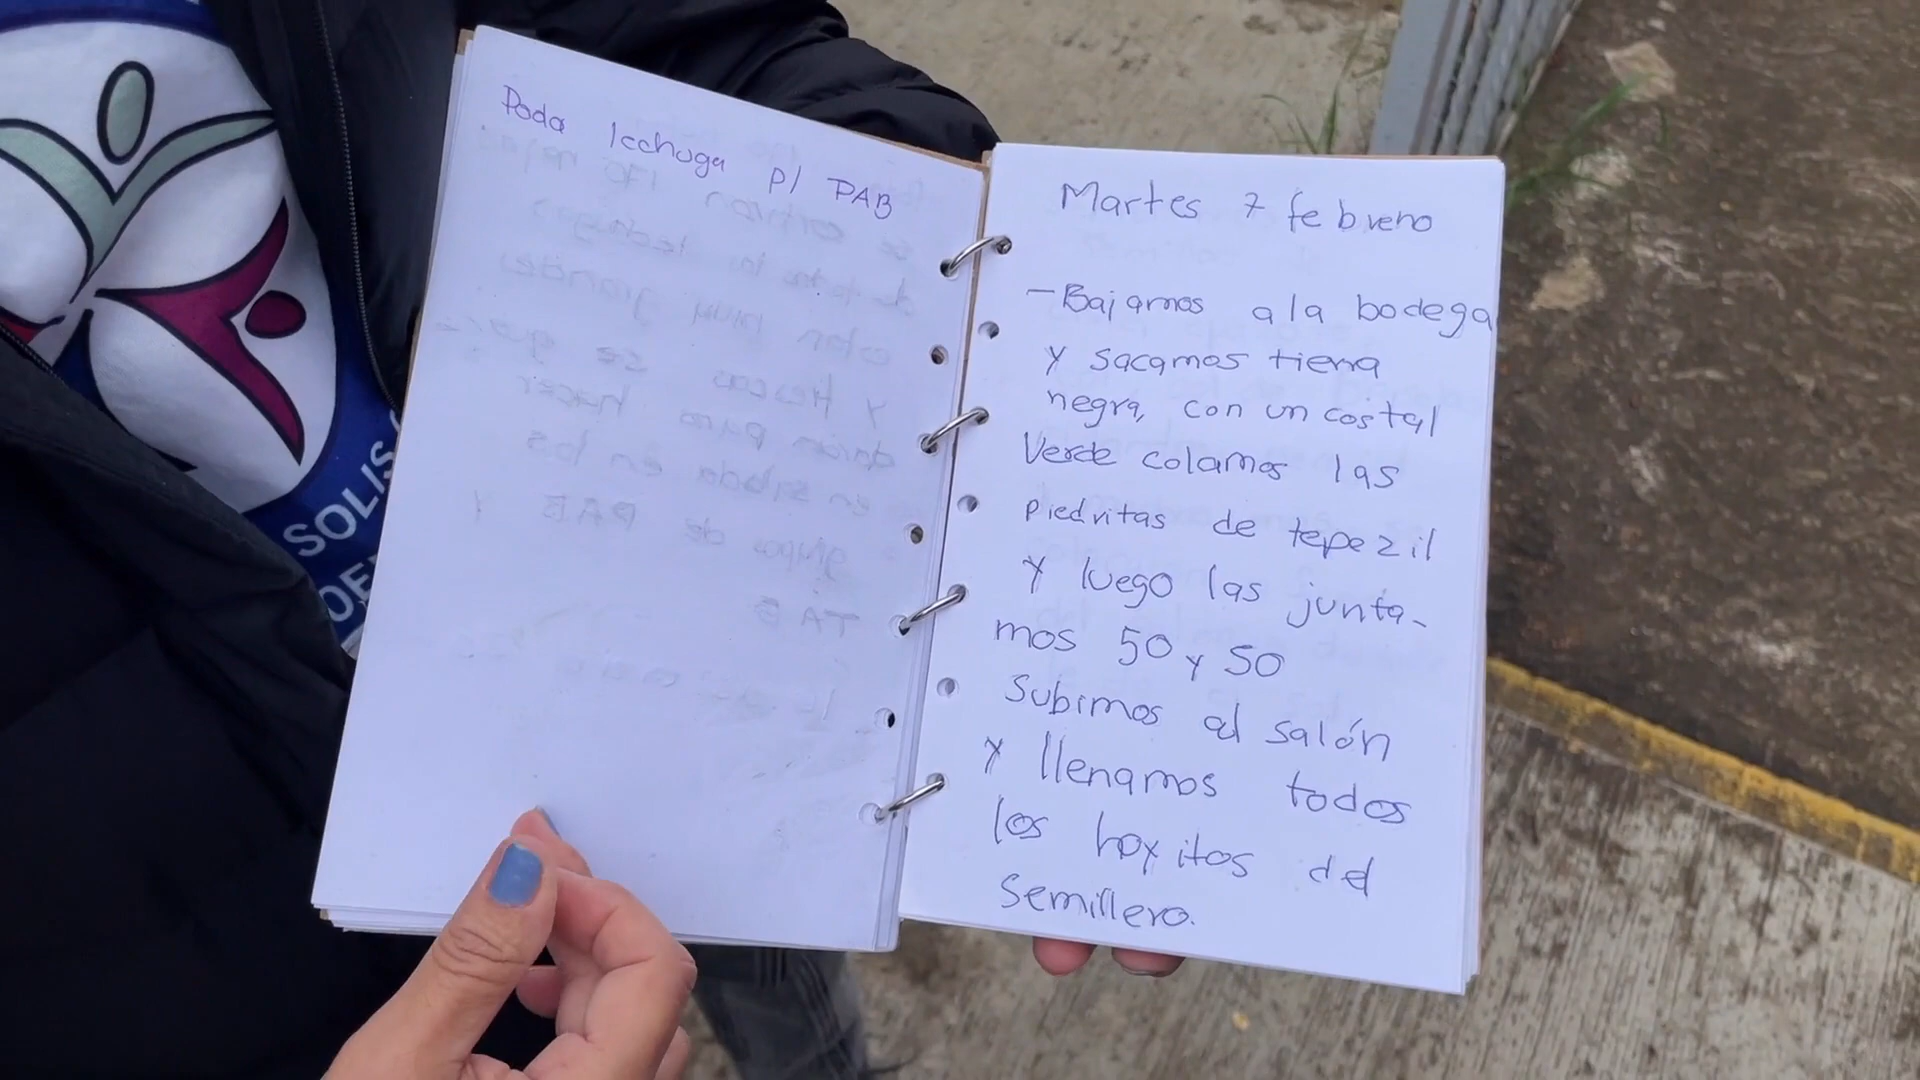 Poda lechuga p/ PAB
Martes 7 febrero
- Bajamos a la bodega
y sacamos tierra
negra, con un costal
Verde colamos las
piedritas de tepezil
y luego las junta-
mos 50 y 50
Subimos al salón
y llenamos todos
los hoyitos del
semillero.
SOLIS